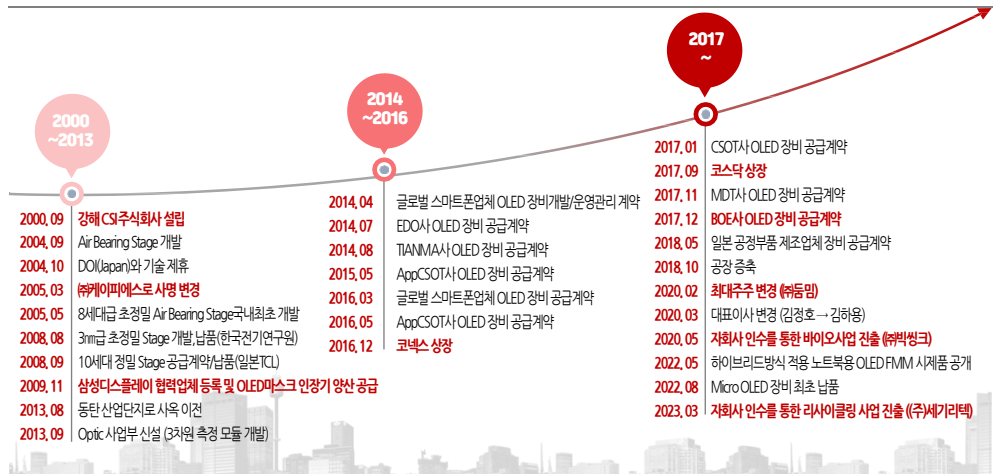 2000
~2013
2000. 09 강해 CSI 주식회사 설립
2004. 09 Air Bearing Stage 개발
2004. 10 DOI(Japan)와 기술 제휴
2005. 03 ㈜케이피에스로 사명 변경
2005. 05 8세대급 초정밀 Air Bearing Stage국내최초 개발
2008. 08 3㎚급 초정밀 Stage 개발,납품(한국전기연구원)
2008. 09 10세대 정밀 Stage 공급계약/납품(일본TCL)
2009. 11 삼성디스플레이 협력업체 등록 및 OLED마스크 인장기 양산 공급
2013. 08 동탄 산업단지로 사옥 이전
2013. 09 Optic 사업부 신설 (3차원 측정 모듈 개발)
2014
~2016
2014. 04 글로벌 스마트폰업체 OLED 장비개발/운영관리 계약
2014. 07 EDO사 OLED 장비 공급계약
2014. 08 TIANMA사 OLED 장비 공급계약
2015. 05 AppCSOT사 OLED 장비 공급계약
2016. 03 글로벌 스마트폰업체 OLED 장비 공급계약
2016. 05 AppCSOT사 OLED 장비 공급계약
2016. 12 코넥스 상장
2017
~
2017. 01 CSOT사 OLED 장비 공급계약
2017. 09 코스닥 상장
2017. 11 MDT사 OLED 장비 공급계약
2017. 12 BOE사 OLED 장비 공급계약
2018. 05 일본 공정부품 제조업체 장비 공급계약
2018. 10 공장 증축
2020. 02 최대주주 변경 (㈜둠밈)
2020. 03 대표이사 변경 (김정호→김하용)
2020. 05 자회사 인수를 통한 바이오사업 진출 (㈜빅씽크)
2022. 05 하이브리드방식 적용 노트북용 OLED FMM 시제품 공개
2022. 08 Micro OLED 장비 최초 납품
2023. 03 자회사 인수를 통한 리사이클링 사업 진출 ((주)세기리텍)